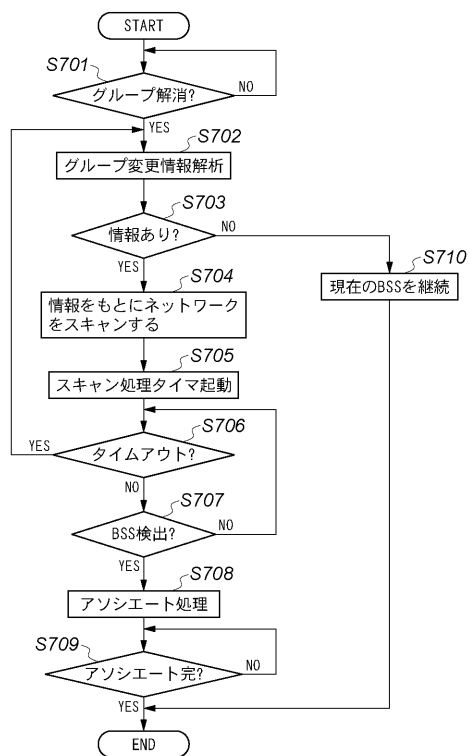 START
S701
グループ解消?
NO
YES
S702
グループ変更情報解析
S703
情報あり?
NO
YES
S710
現在のBSSを継続
S704
情報をもとにネットワーク
をスキャンする
S705
スキャン処理タイマ起動
S706
YES
タイムアウト?
NO
S707
BSS検出?
NO
YES
S708
アソシエート処理
S709
アソシエート完?
NO
YES
END